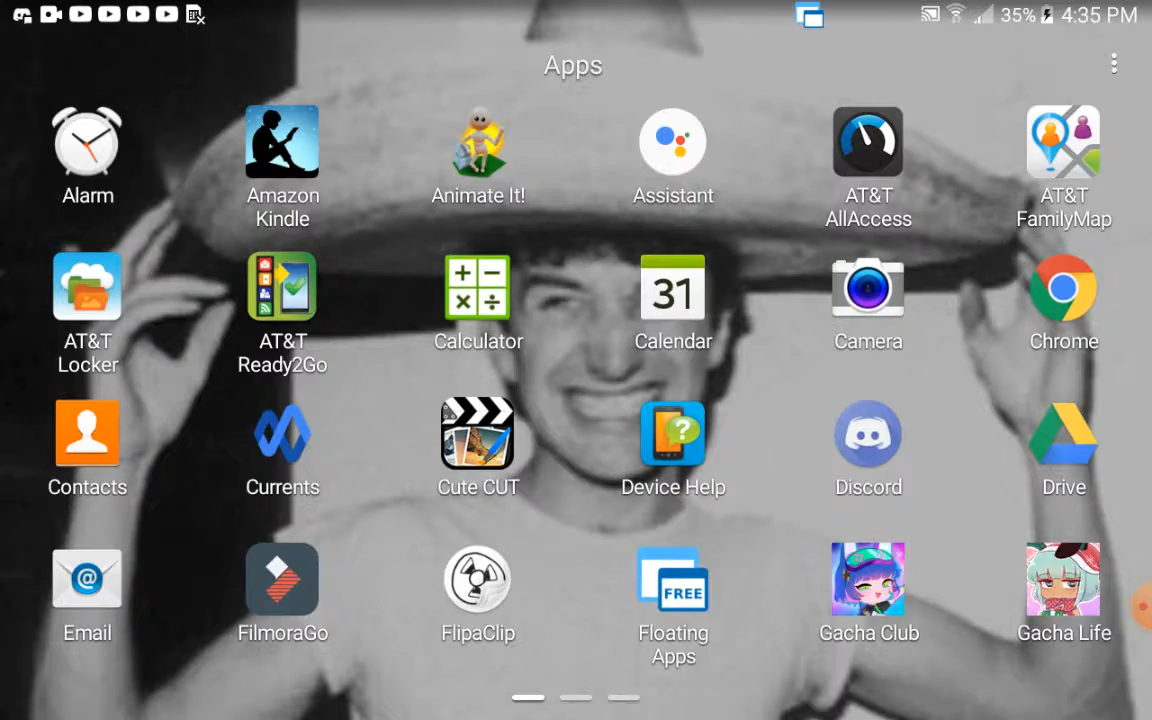 35% 4:35 PM
Apps
Alarm
Amazon
Kindle
Animate It!
Assistant
AT&T
AllAccess
AT&T
FamilyMap
AT&T
Locker
AT&T
Ready2Go
Calculator
31
Calendar
Camera
Chrome
Contacts
Currents
Cute CUT
Device Help
Discord
Drive
@
Email
FilmoraGo
FlipaClip
FREE
Floating
Apps
Gacha Club
Gacha Life